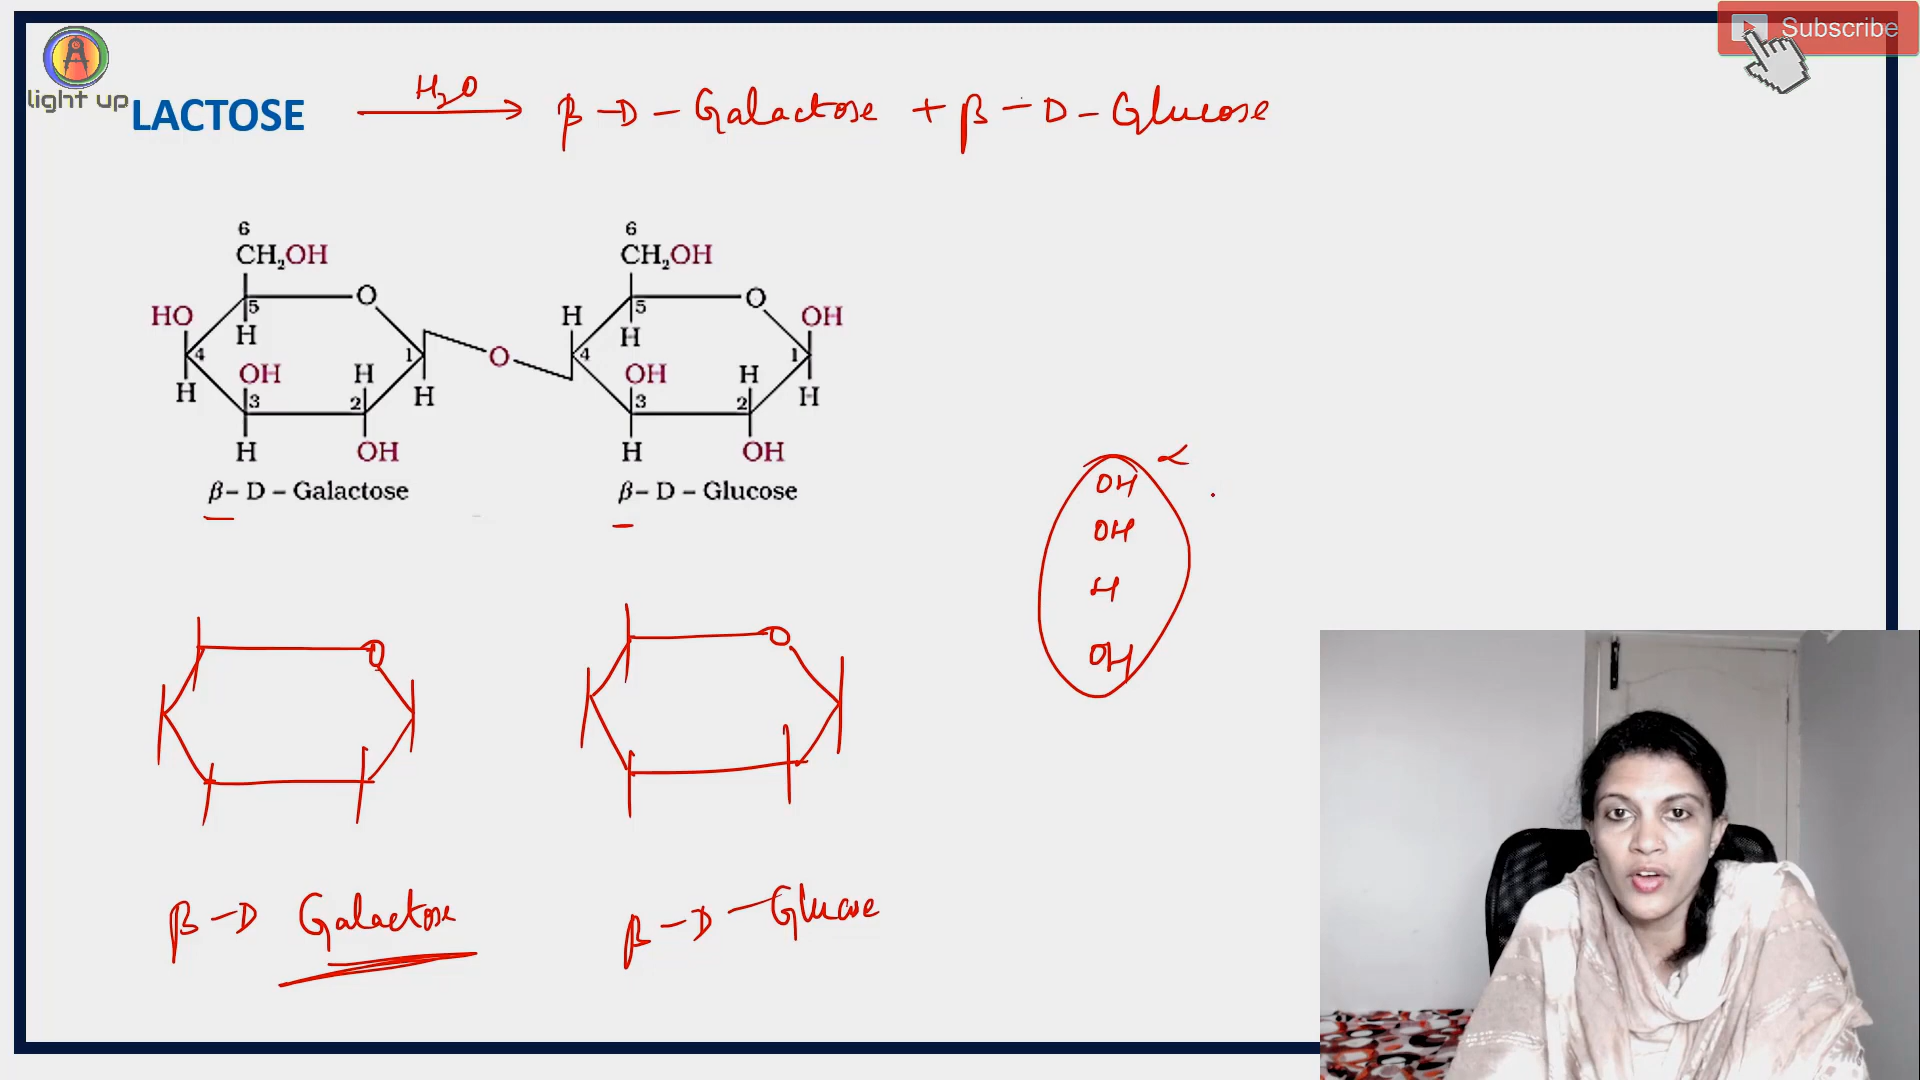 Subscribe
light up
LACTOSE H₂O → β-D-Galactose + β-D-Glucose
6 6
CH₂OH CH₂OH
O O
HO 5 H 5 OH
H H
4 1 O 4 1
OH H OH H
H 3 2 H 3 2 H
H OH H OH
β-D-Galactose β-D-Glucose
OH α
OH
H
OH
O O
β-D Galactose β-D-Glucose